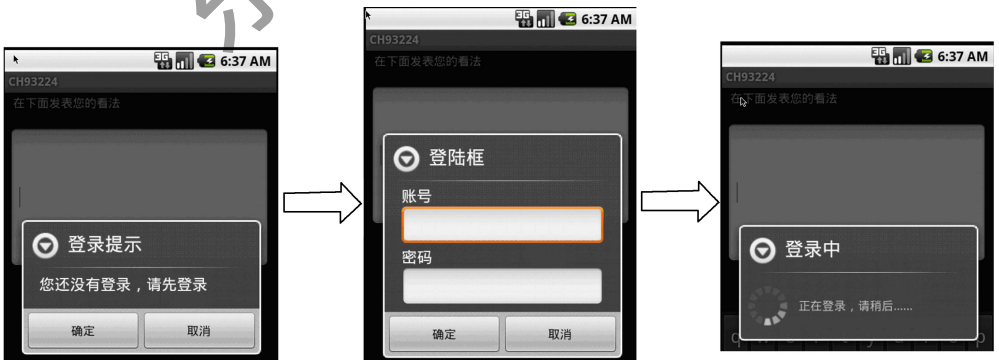 3G 6:37 AM
CH93224
在下面发表您的看法
登录提示
您还没有登录，请先登录
确定 取消
3G 6:37 AM
CH93224
在下面发表您的看法
登陆框
账号
密码
确定 取消
3G 6:37 AM
CH93224
在下面发表您的看法
登录中
正在登录，请稍后......